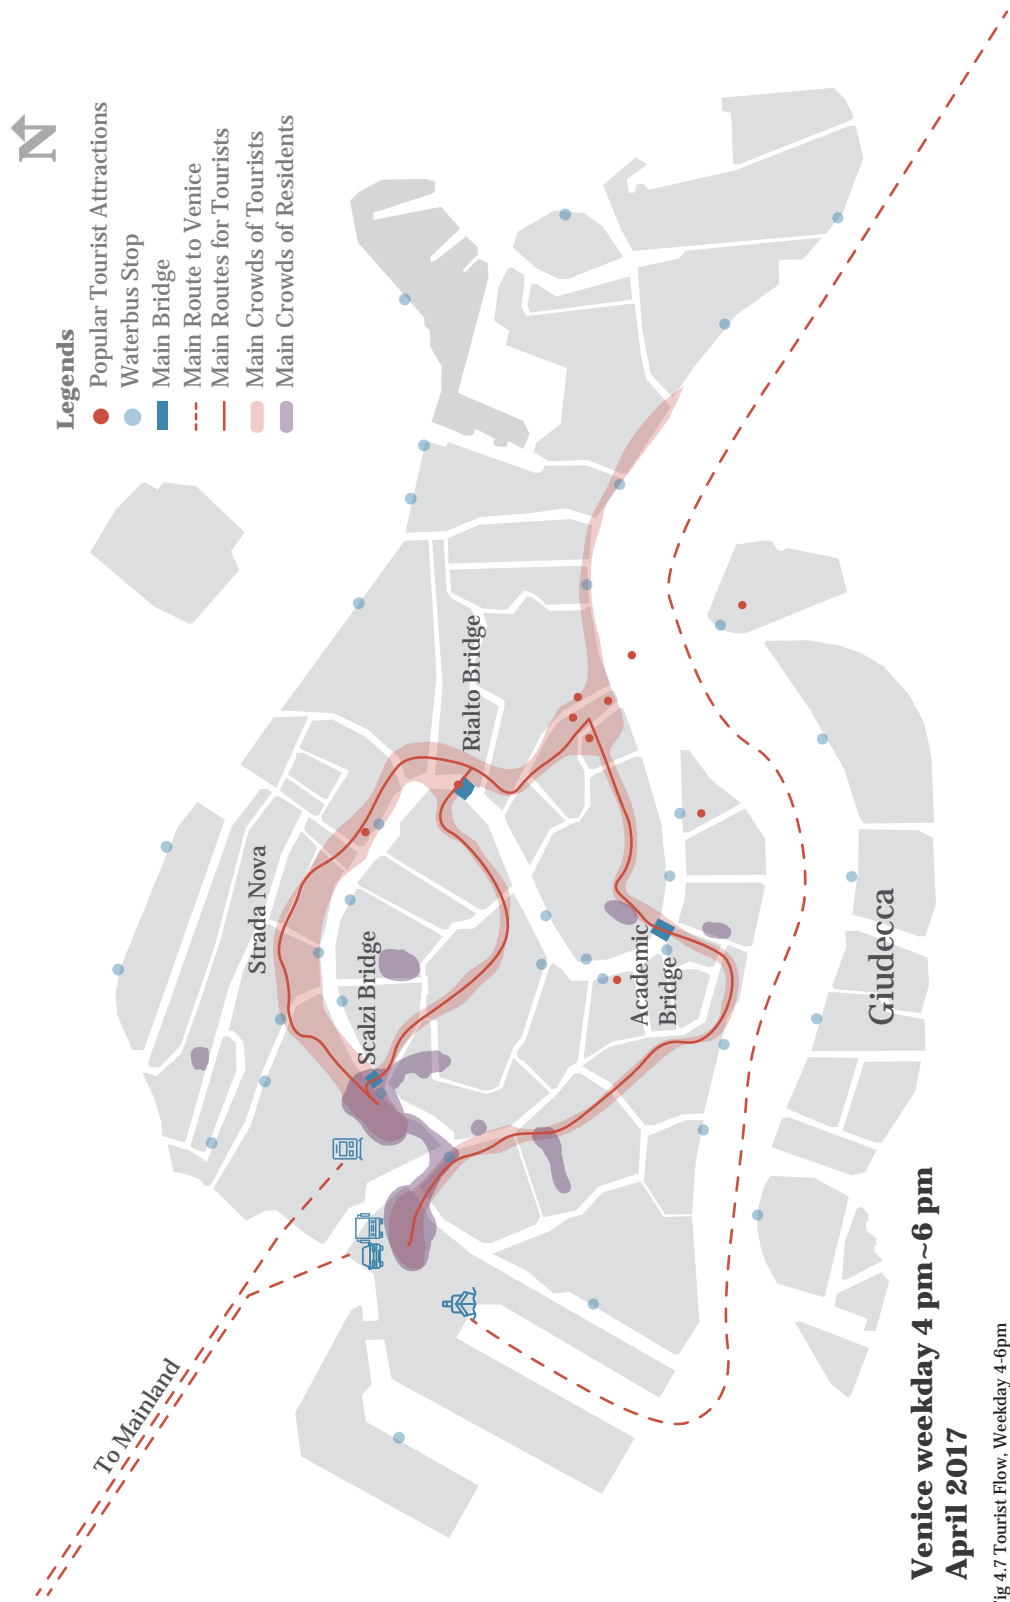 N
Legends
Popular Tourist Attractions
Waterbus Stop
Main Bridge
Main Route to Venice
Main Routes for Tourists
Main Crowds of Tourists
Main Crowds of Residents
To Mainland
Strada Nova
Scalzi Bridge
Rialto Bridge
Academic
Bridge
Giudecca
Venice weekday 4 pm~6 pm
April 2017
ig 4.7 Tourist Flow, Weekday 4-6pm